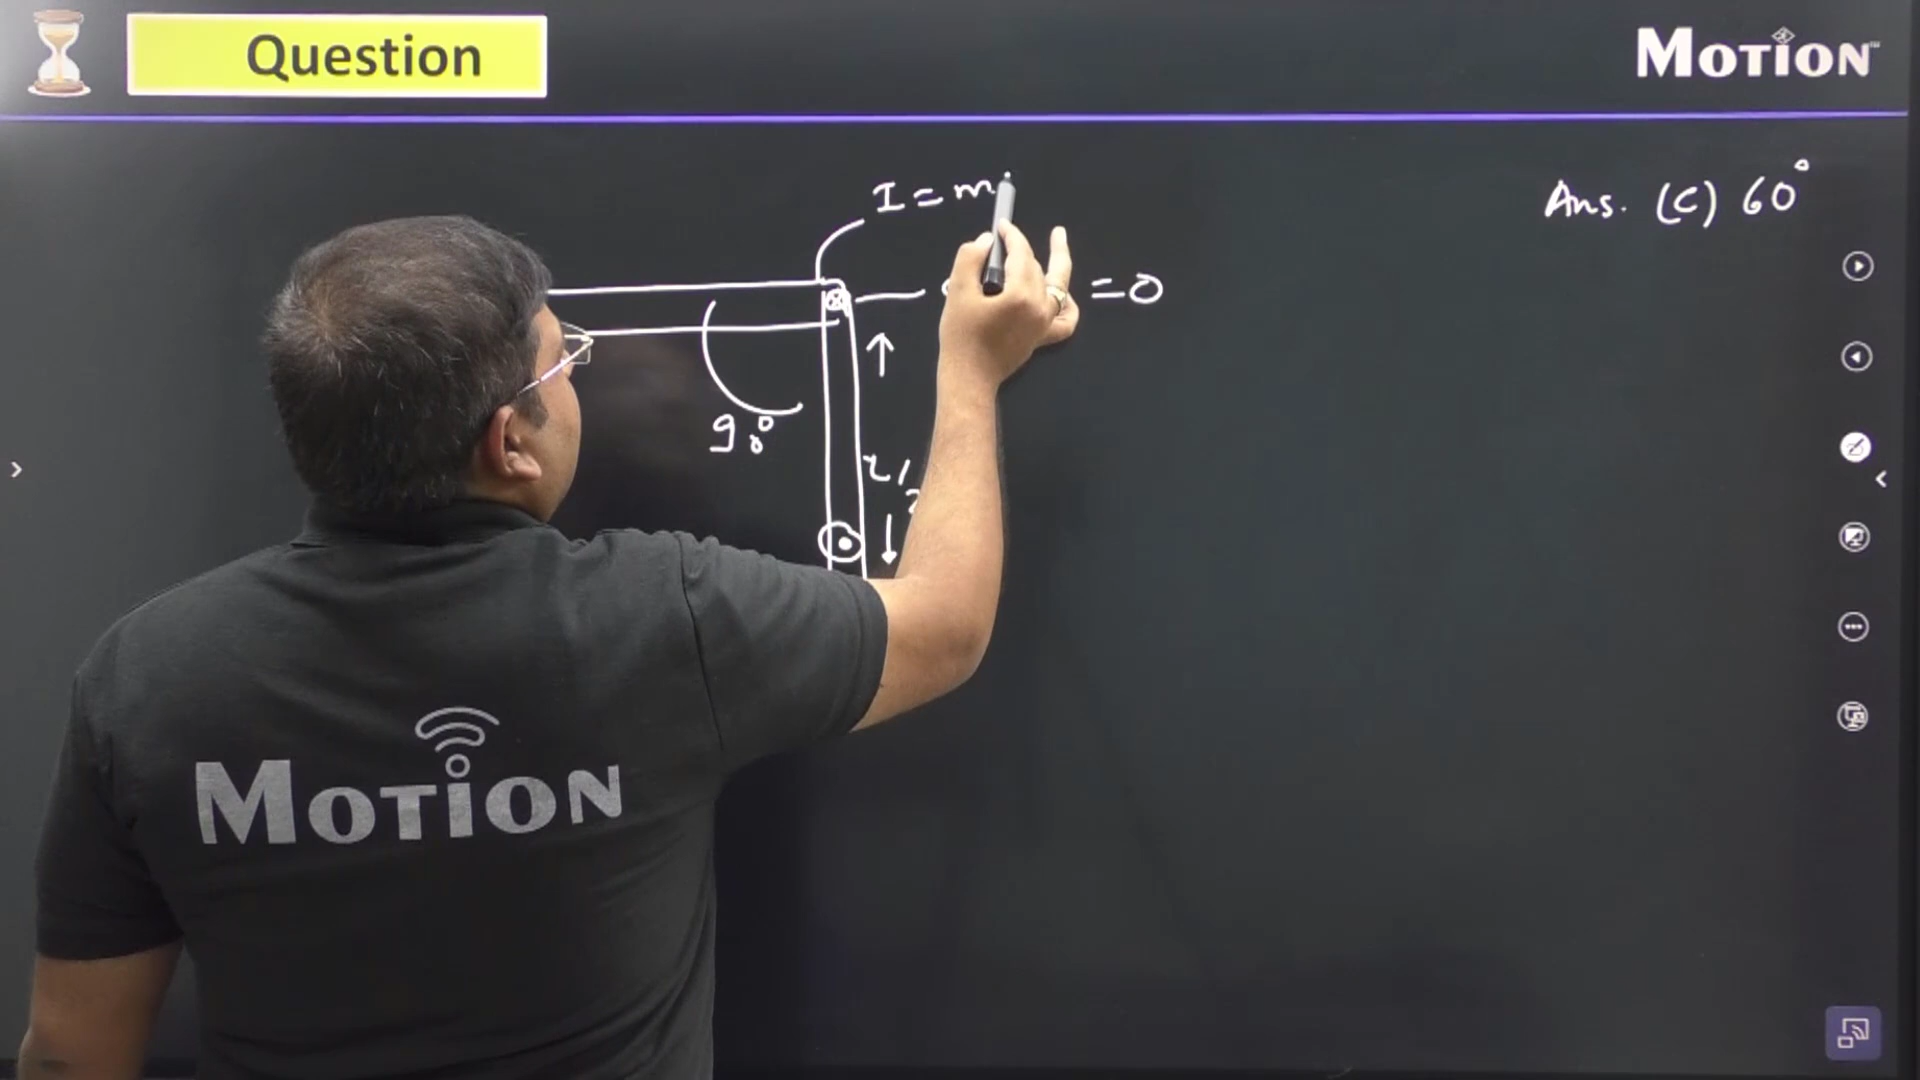 Question
MOTION
I = m
Ans. (C) 60°
= 0
90°
MOTION